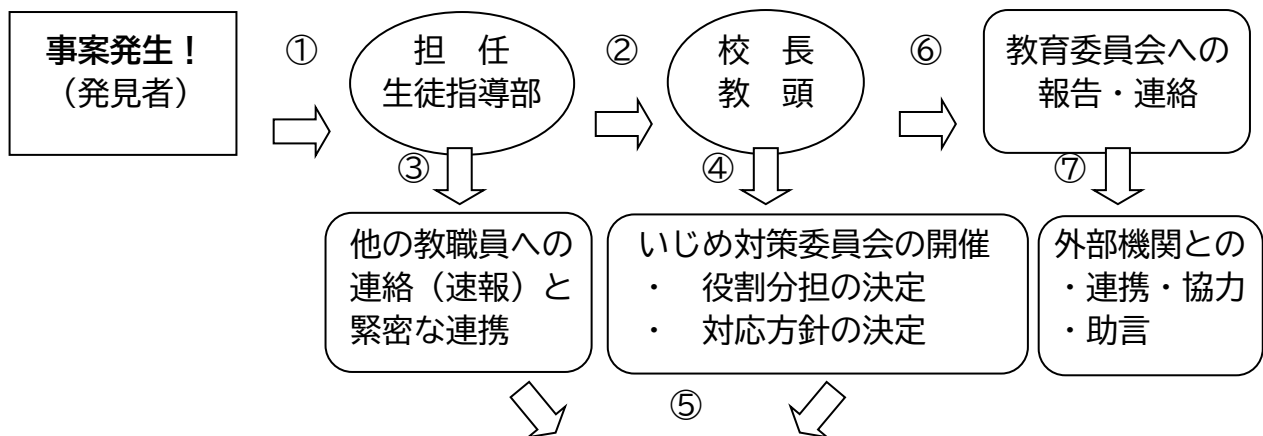 事案発生！
（発見者）
①
担　任
生徒指導部
②
校　長
教　頭
⑥
教育委員会への
報告・連絡
③
④
⑦
他の教職員への
連絡（速報）と
緊密な連携
いじめ対策委員会の開催
・　役割分担の決定
・　対応方針の決定
外部機関との
・連携・協力
・助言
⑤